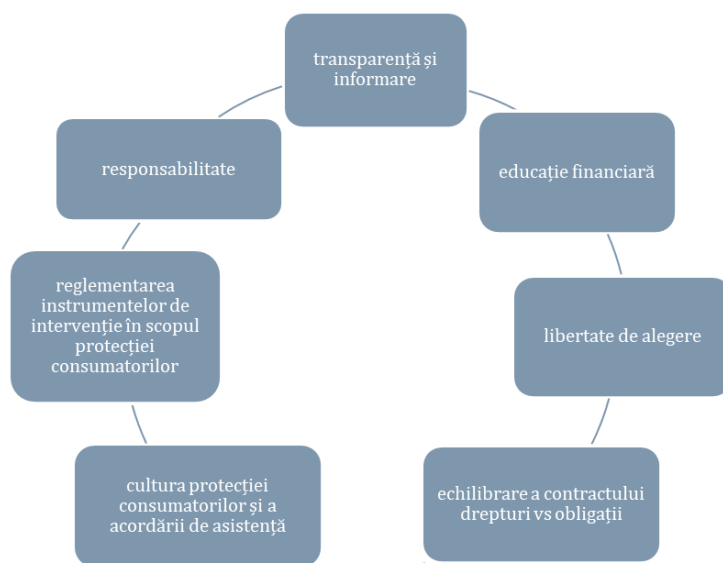 transparență și
informare
educație financiară
libertate de alegere
echilibrare a contractului
drepturi vs obligații
cultura protecției
consumatorilor și a
acordării de asistență
reglementarea
instrumentelor de
intervenție în scopul
protecției
consumatorilor
responsabilitate